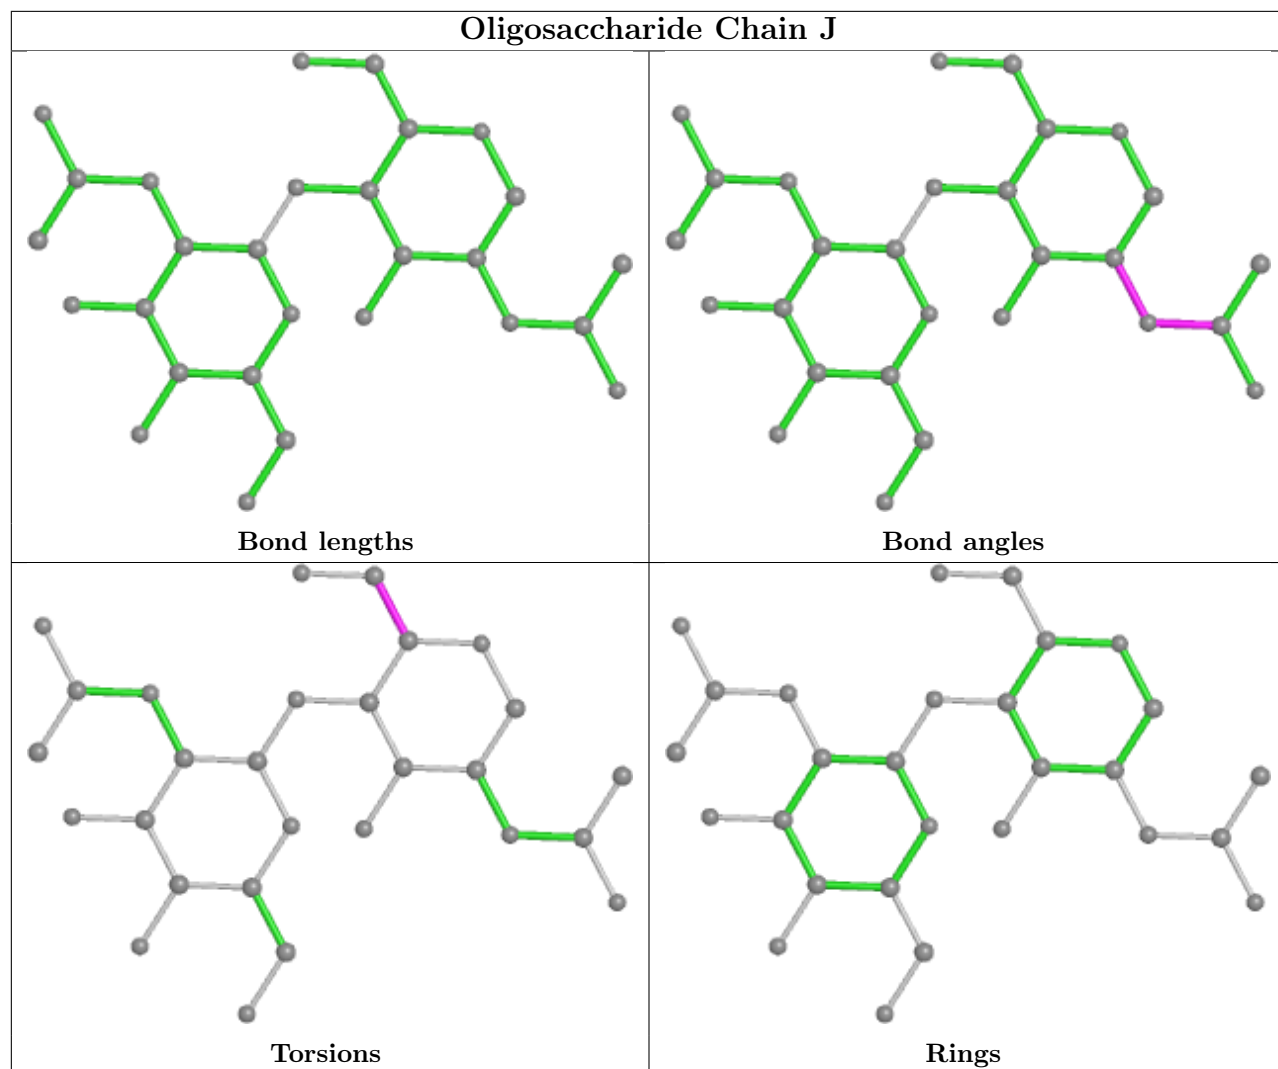 Oligosaccharide Chain J
Bond lengths
Bond angles
Torsions
Rings